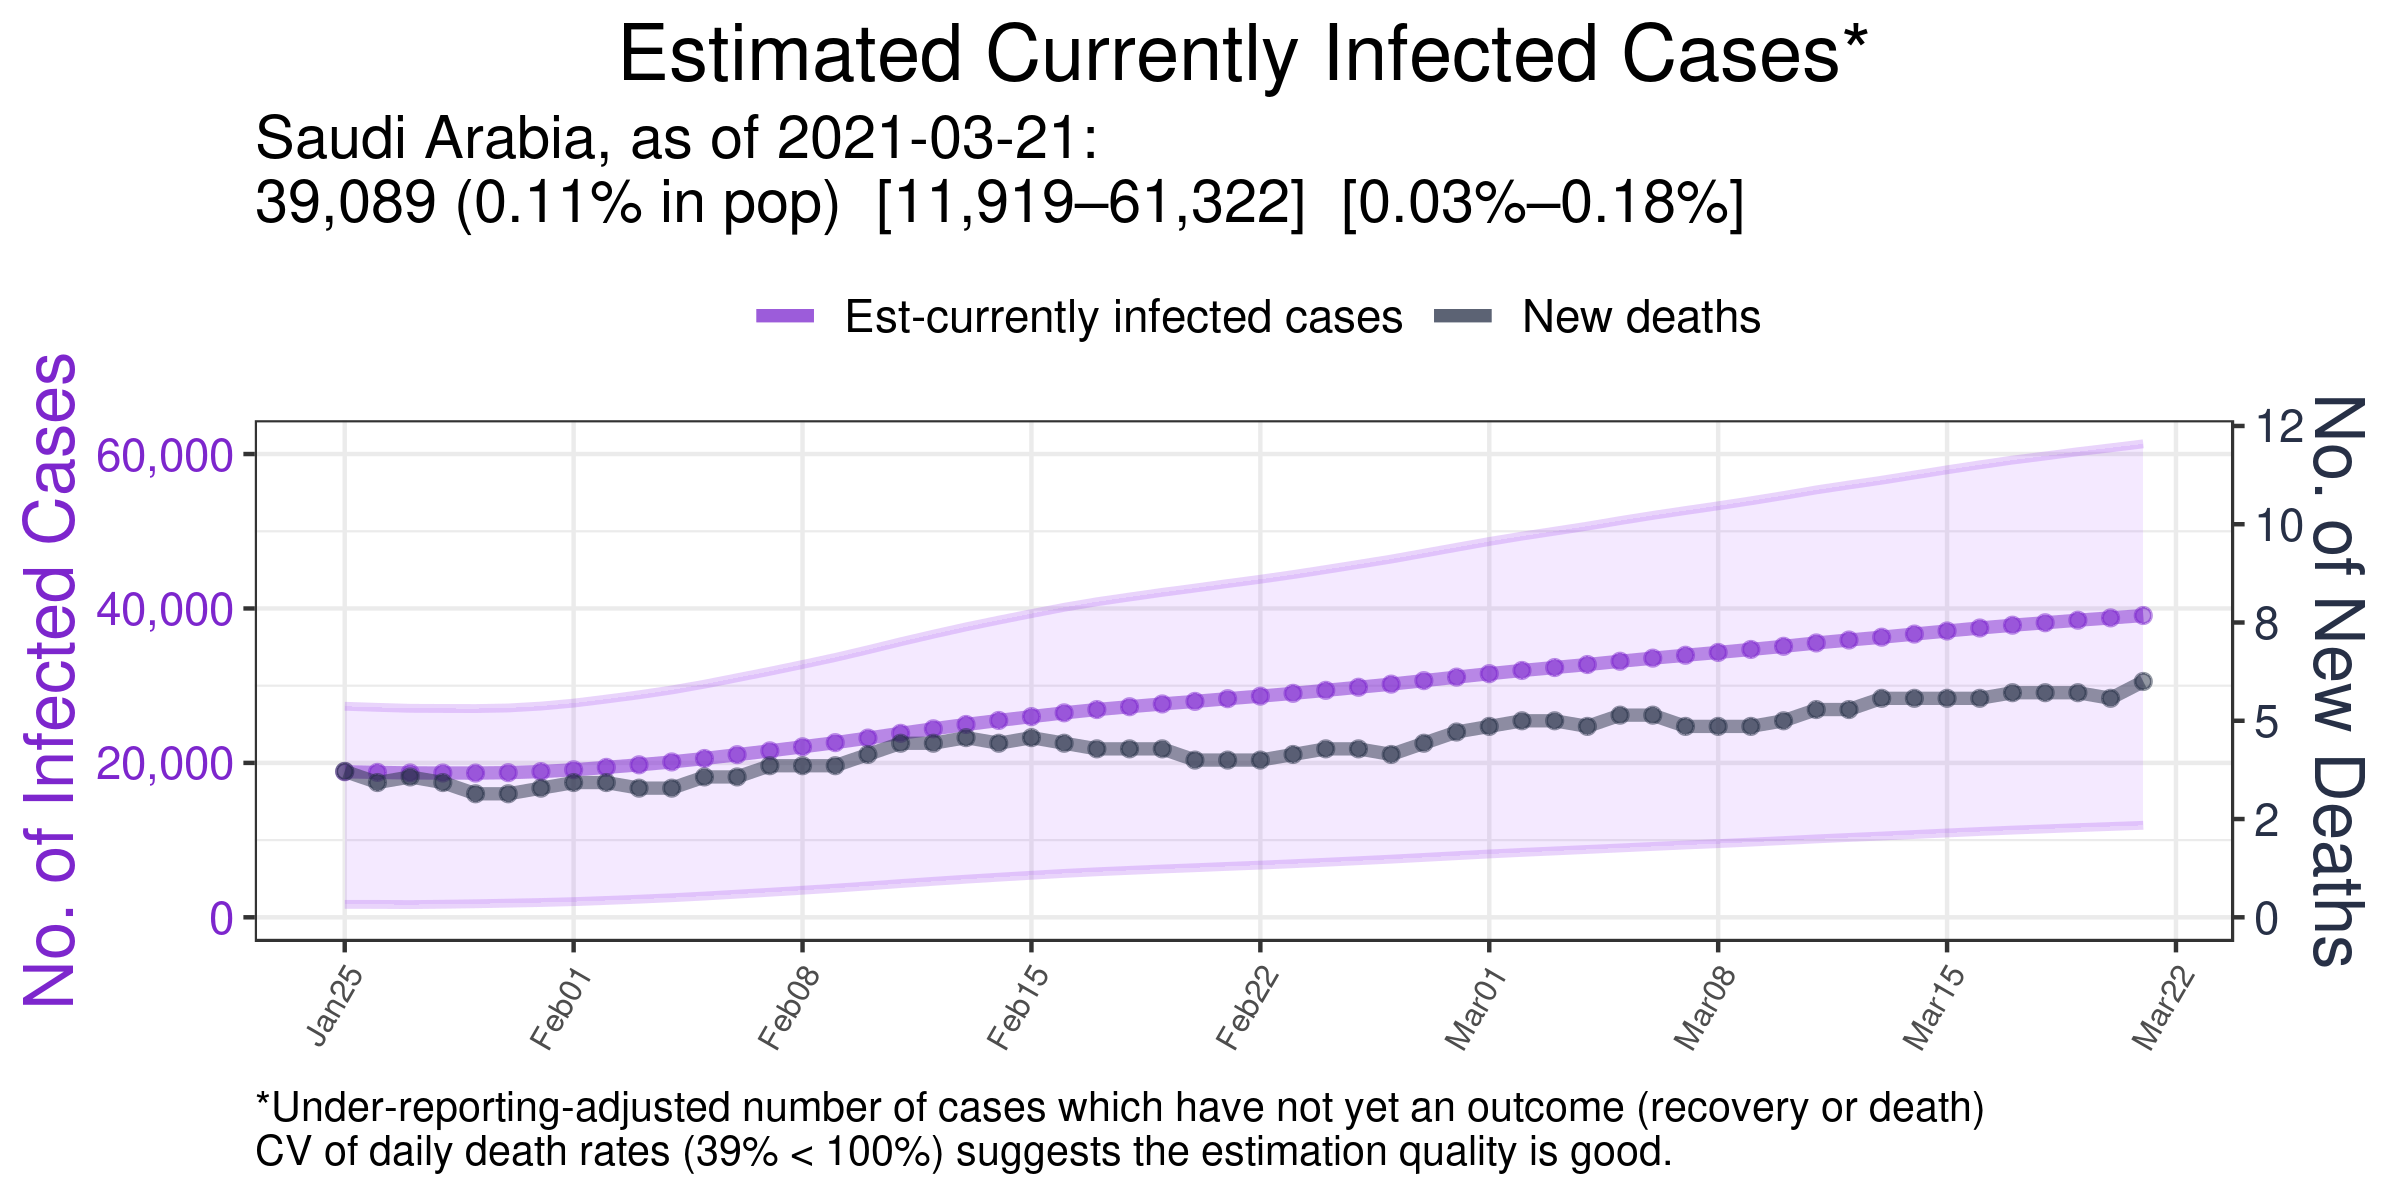 Estimated Currently Infected Cases*
Saudi Arabia, as of 2021-03-21:
39,089 (0.11% in pop)  [11,919–61,322]  [0.03%–0.18%]
Est-currently infected cases
New deaths
No. of Infected Cases
60,000
40,000
20,000
0
12
10
8
5
2
0
No. of New Deaths
Jan25
Feb01
Feb08
Feb15
Feb22
Mar01
Mar08
Mar15
Mar22
*Under-reporting-adjusted number of cases which have not yet an outcome (recovery or death)
CV of daily death rates (39% < 100%) suggests the estimation quality is good.